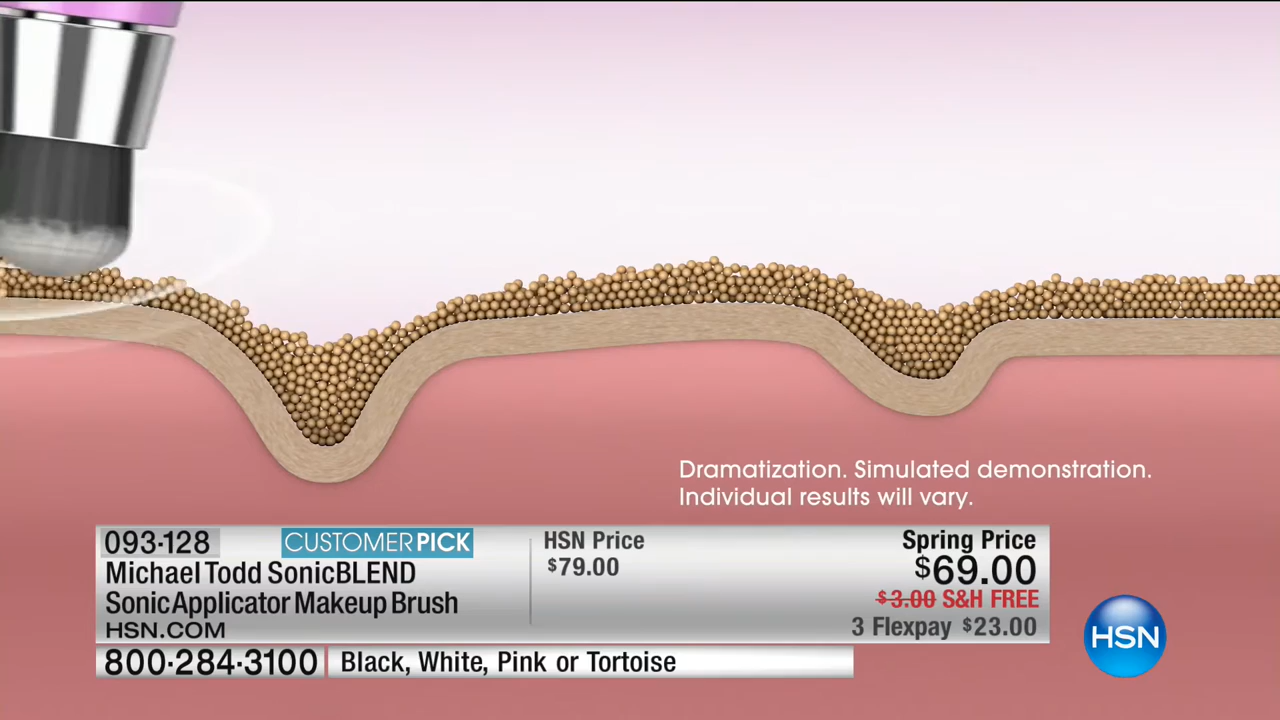 Dramatization. Simulated demonstration.
Individual results will vary.
093-128
CUSTOMER PICK
Michael Todd SonicBLEND
Sonic Applicator Makeup Brush
HSN.COM
HSN Price
$79.00
Spring Price
$69.00
$3.00 S&H FREE
3 Flexpay $23.00
800-284-3100
Black, White, Pink or Tortoise
HSN